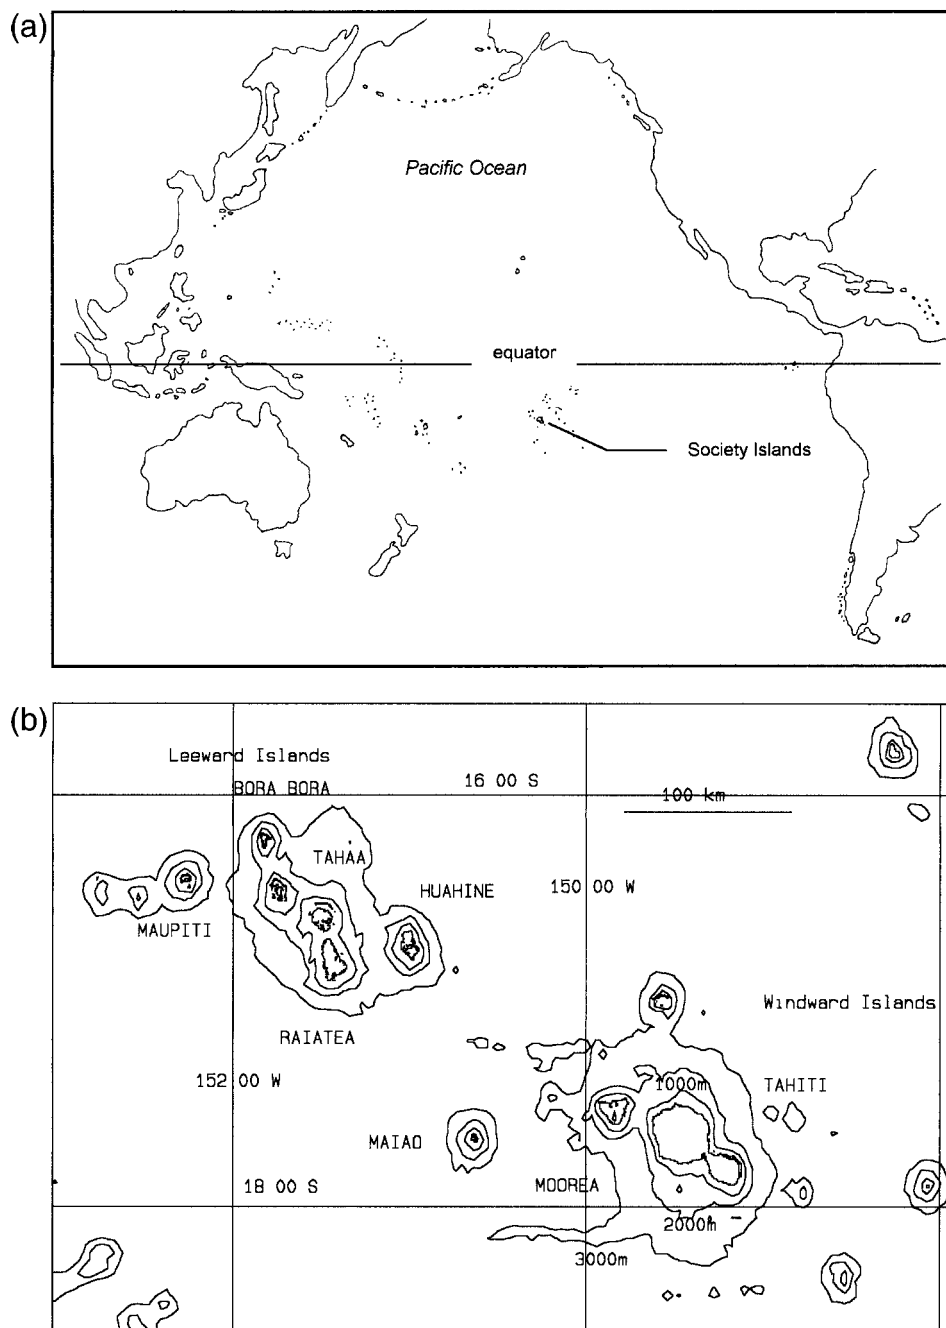 (a)
Pacific Ocean
equator
Society Islands
(b)
Leeward Islands
BORA BORA
16 00 S
100 km
TAHAA
HUAHINE
150 00 W
MAUPITI
Windward Islands
RAIATEA
152 00 W
1000m
TAHITI
MAIAO
MOOREA
18 00 S
2000m
3000m